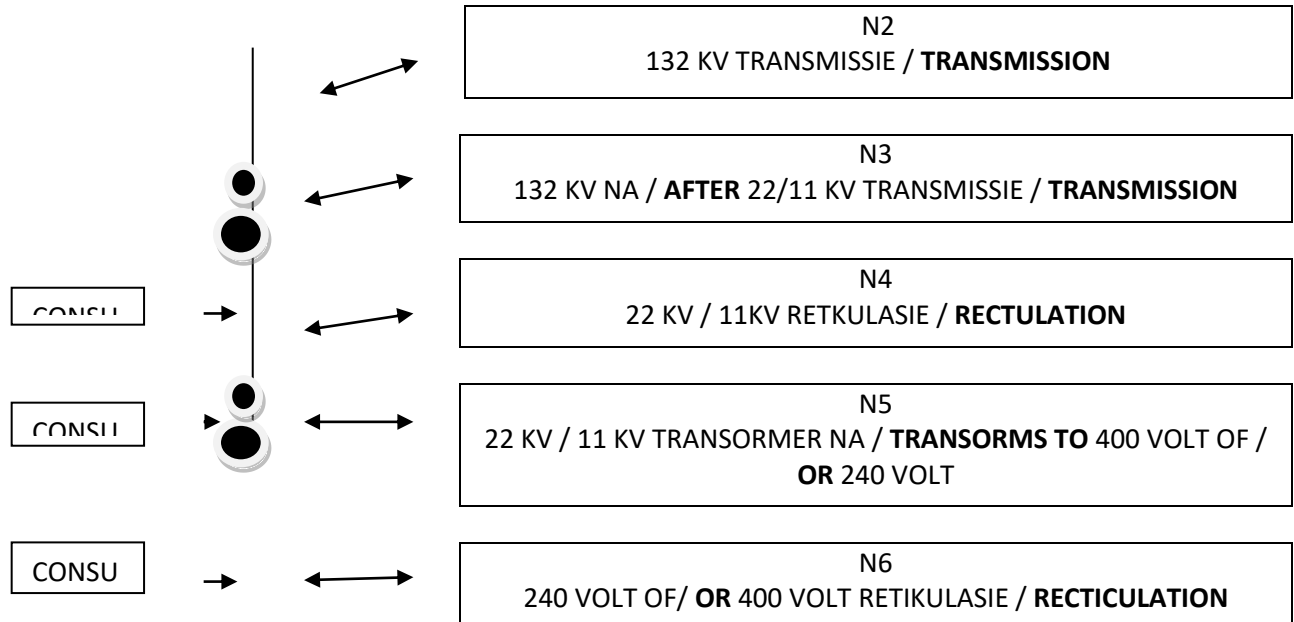 N2
132 KV TRANSMISSIE / TRANSMISSION
N3
132 KV NA / AFTER 22/11 KV TRANSMISSIE / TRANSMISSION
N4
22 KV / 11KV RETKULASIE / RECTULATION
CONSU
N5
22 KV / 11 KV TRANSORMER NA / TRANSORMS TO 400 VOLT OF /
OR 240 VOLT
CONSU
N6
240 VOLT OF/ OR 400 VOLT RETIKULASIE / RECTICULATION
CONSU